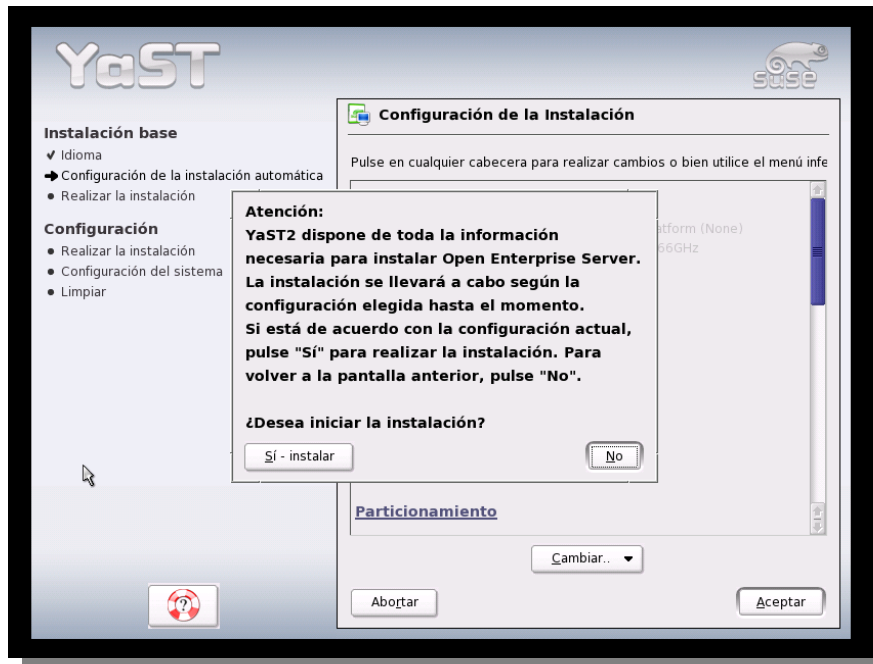 YaST
SUSE
Instalación base
Idioma
Configuración de la instalación automática
Realizar la instalación
Configuración
Realizar la instalación
Configuración del sistema
Limpiar
Configuración de la Instalación
Pulse en cualquier cabecera para realizar cambios o bien utilice el menú infe
atform (None)
66GHz
Atención:
YaST2 dispone de toda la información
necesaria para instalar Open Enterprise Server.
La instalación se llevará a cabo según la
configuración elegida hasta el momento.
Si está de acuerdo con la configuración actual,
pulse "Sí" para realizar la instalación. Para
volver a la pantalla anterior, pulse "No".
¿Desea iniciar la instalación?
Sí - instalar
No
Particionamiento
Cambiar..
?
Abortar
Aceptar